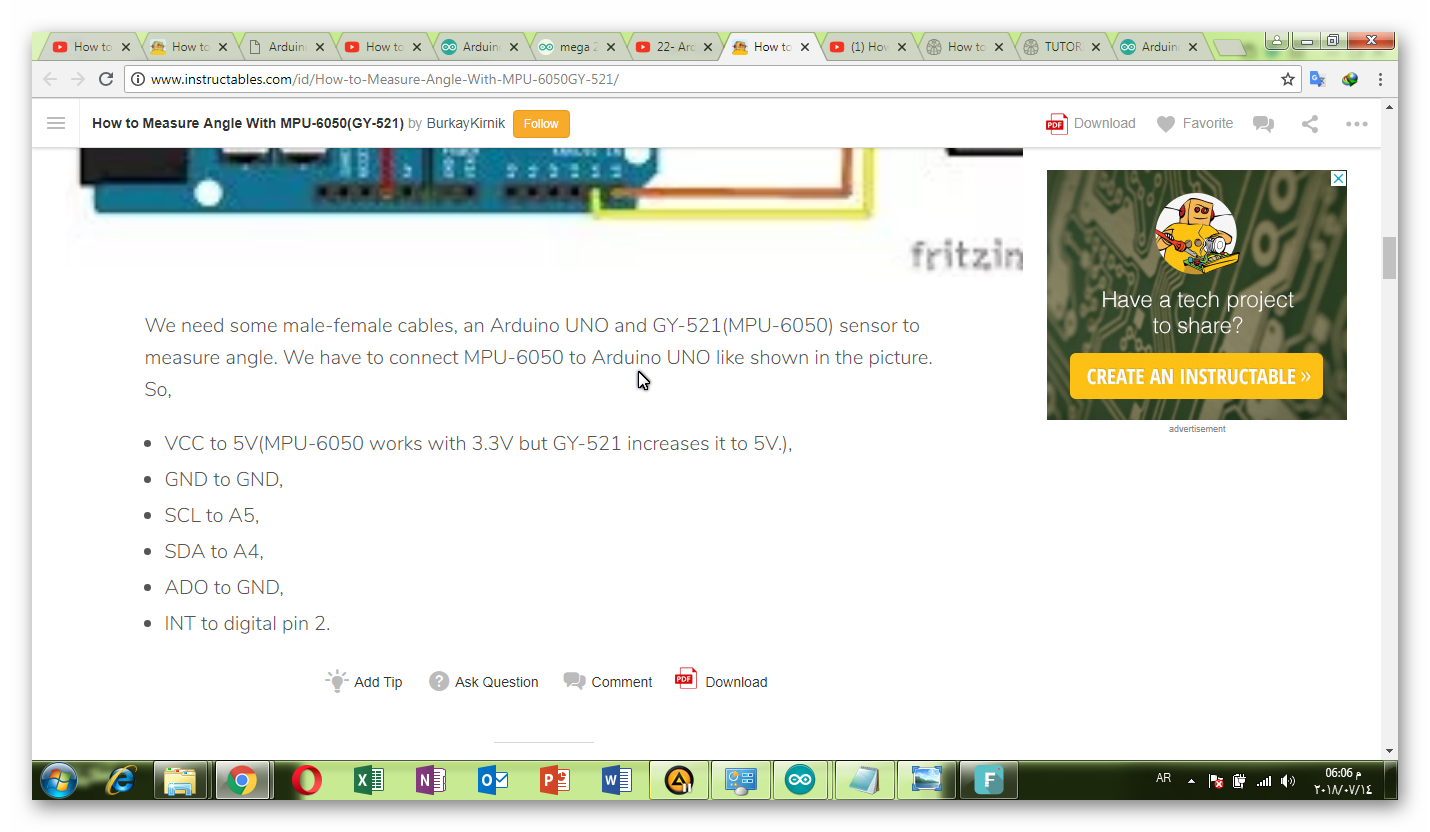 How to
How to
Arduin
How to
Arduin
mega 2
22- Ard
How to
(1) How
How to
TUTOR
Arduin
www.instructables.com/id/How-to-Measure-Angle-With-MPU-6050GY-521/
How to Measure Angle With MPU-6050(GY-521) by BurkayKirnik Follow
PDF Download Favorite
fritzin
Have a tech project
to share?
CREATE AN INSTRUCTABLE »
advertisement
We need some male-female cables, an Arduino UNO and GY-521(MPU-6050) sensor to
measure angle. We have to connect MPU-6050 to Arduino UNO like shown in the picture.
So,
• VCC to 5V(MPU-6050 works with 3.3V but GY-521 increases it to 5V.),
• GND to GND,
• SCL to A5,
• SDA to A4,
• ADO to GND,
• INT to digital pin 2.
Add Tip ? Ask Question Comment PDF Download
AR
06:06 م
٢٠١٨/٠٧/١٤